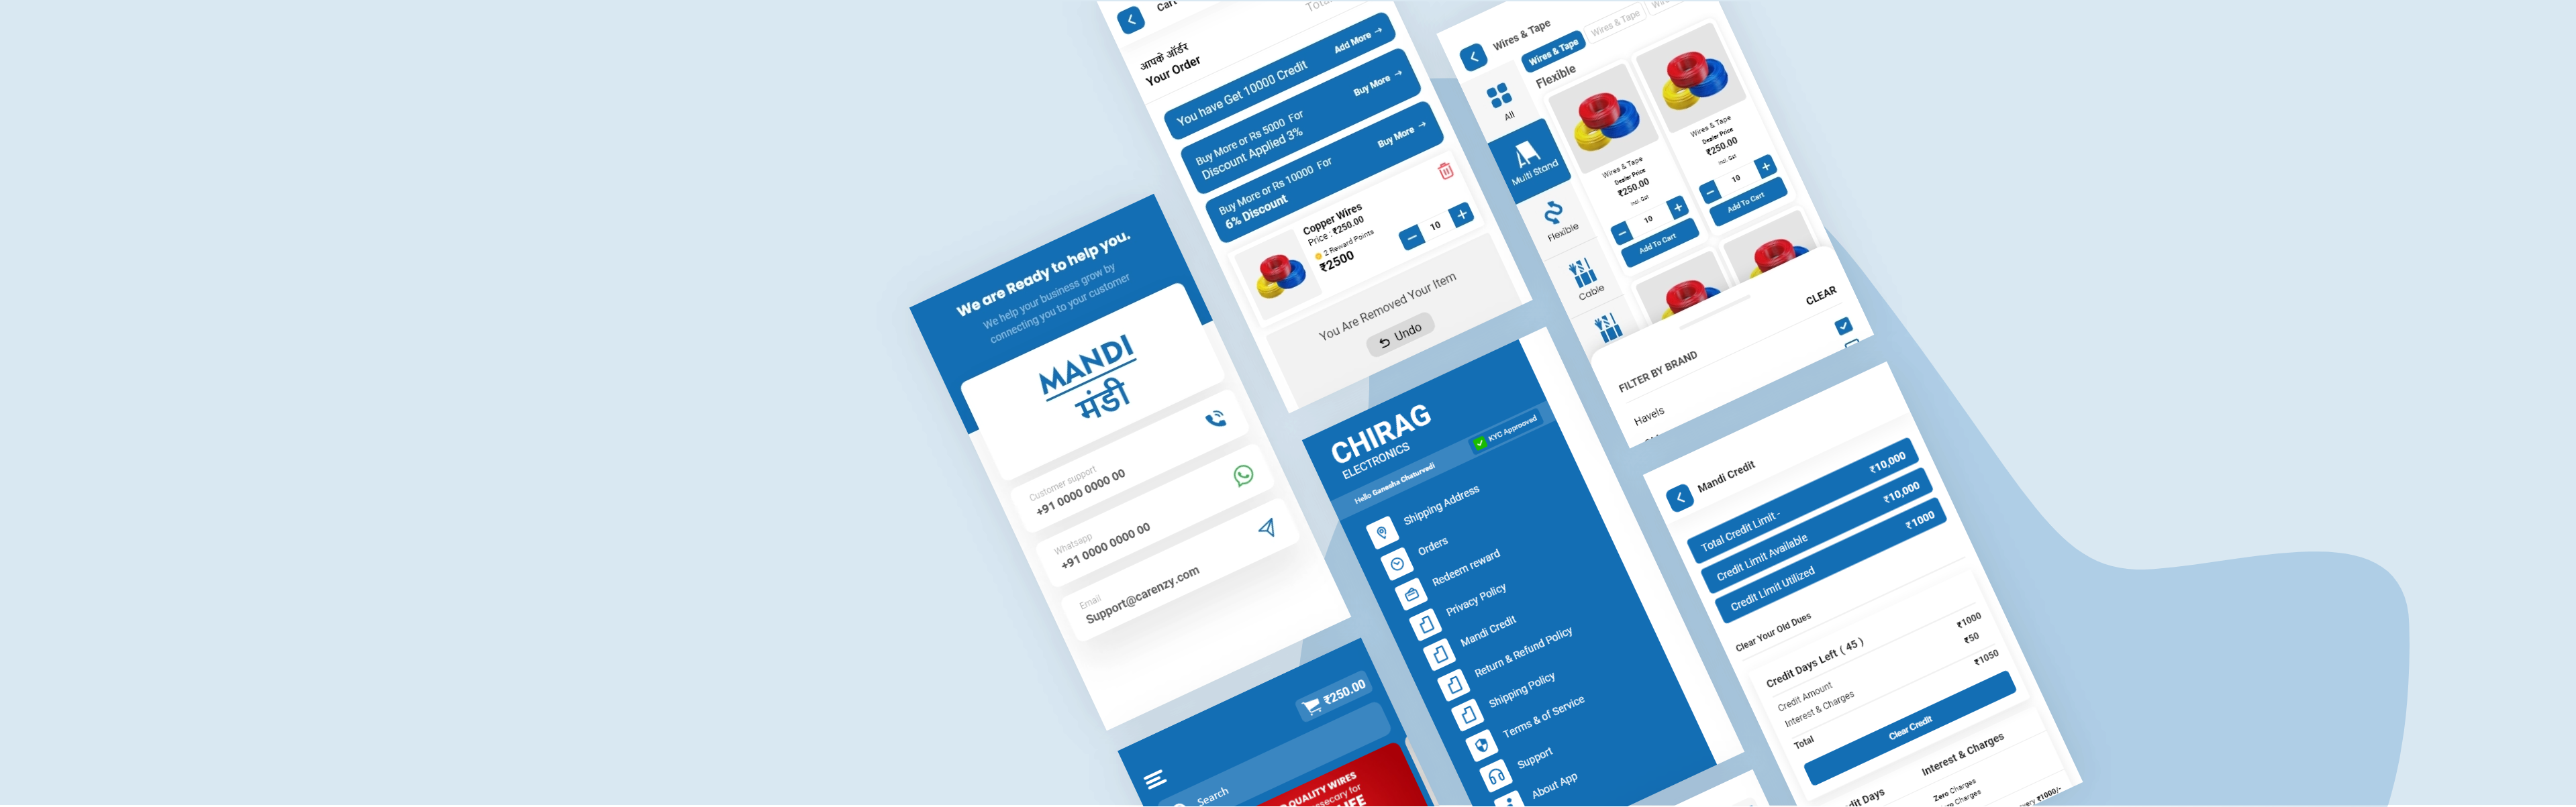 We are Ready to help you.
We help your business grow by
connecting you to your customer
MANDI
मंडी
Customer support
+91 0000 0000 00
Whatsapp
+91 0000 0000 00
Email
Support@carenzy.com
आपके ऑर्डर
Your Order
You have Get 10000 Credit
Add More →
Buy More or Rs 5000 For
Discount Applied 3%
Buy More →
Buy More or Rs 10000 For
6% Discount
Buy More →
Copper Wires
Price : ₹250.00
2 Reward Points
₹2500
10
You Are Removed Your Item
Undo
₹250.00
Search
QUALITY WIRES
Wires & Tape
Wires & Tape
Wires & Tape
Flexible
All
Multi Stand
Flexible
Cable
Wires & Tape
Dealer Price
₹250.00
Incl. Gst
10
Add To Cart
Wires & Tape
Dealer Price
₹250.00
Incl. Gst
10
Add To Cart
CLEAR
FILTER BY BRAND
Havels
CHIRAG
ELECTRONICS
KYC Approoved
Hello Ganesha Chaturvedi
Shipping Address
Orders
Redeem reward
Privacy Policy
Mandi Credit
Return & Refund Policy
Shipping Policy
Terms & of Service
Support
About App
Mandi Credit
Total Credit Limit - ₹10,000
Credit Limit Available ₹10,000
Credit Limit Utilized ₹1000
Clear Your Old Dues
Credit Days Left ( 45 )
Credit Amount ₹1000
Interest & Charges ₹50
Total ₹1050
Clear Credit
Interest & Charges
Days
Zero Charges
Charges
₹1000/-